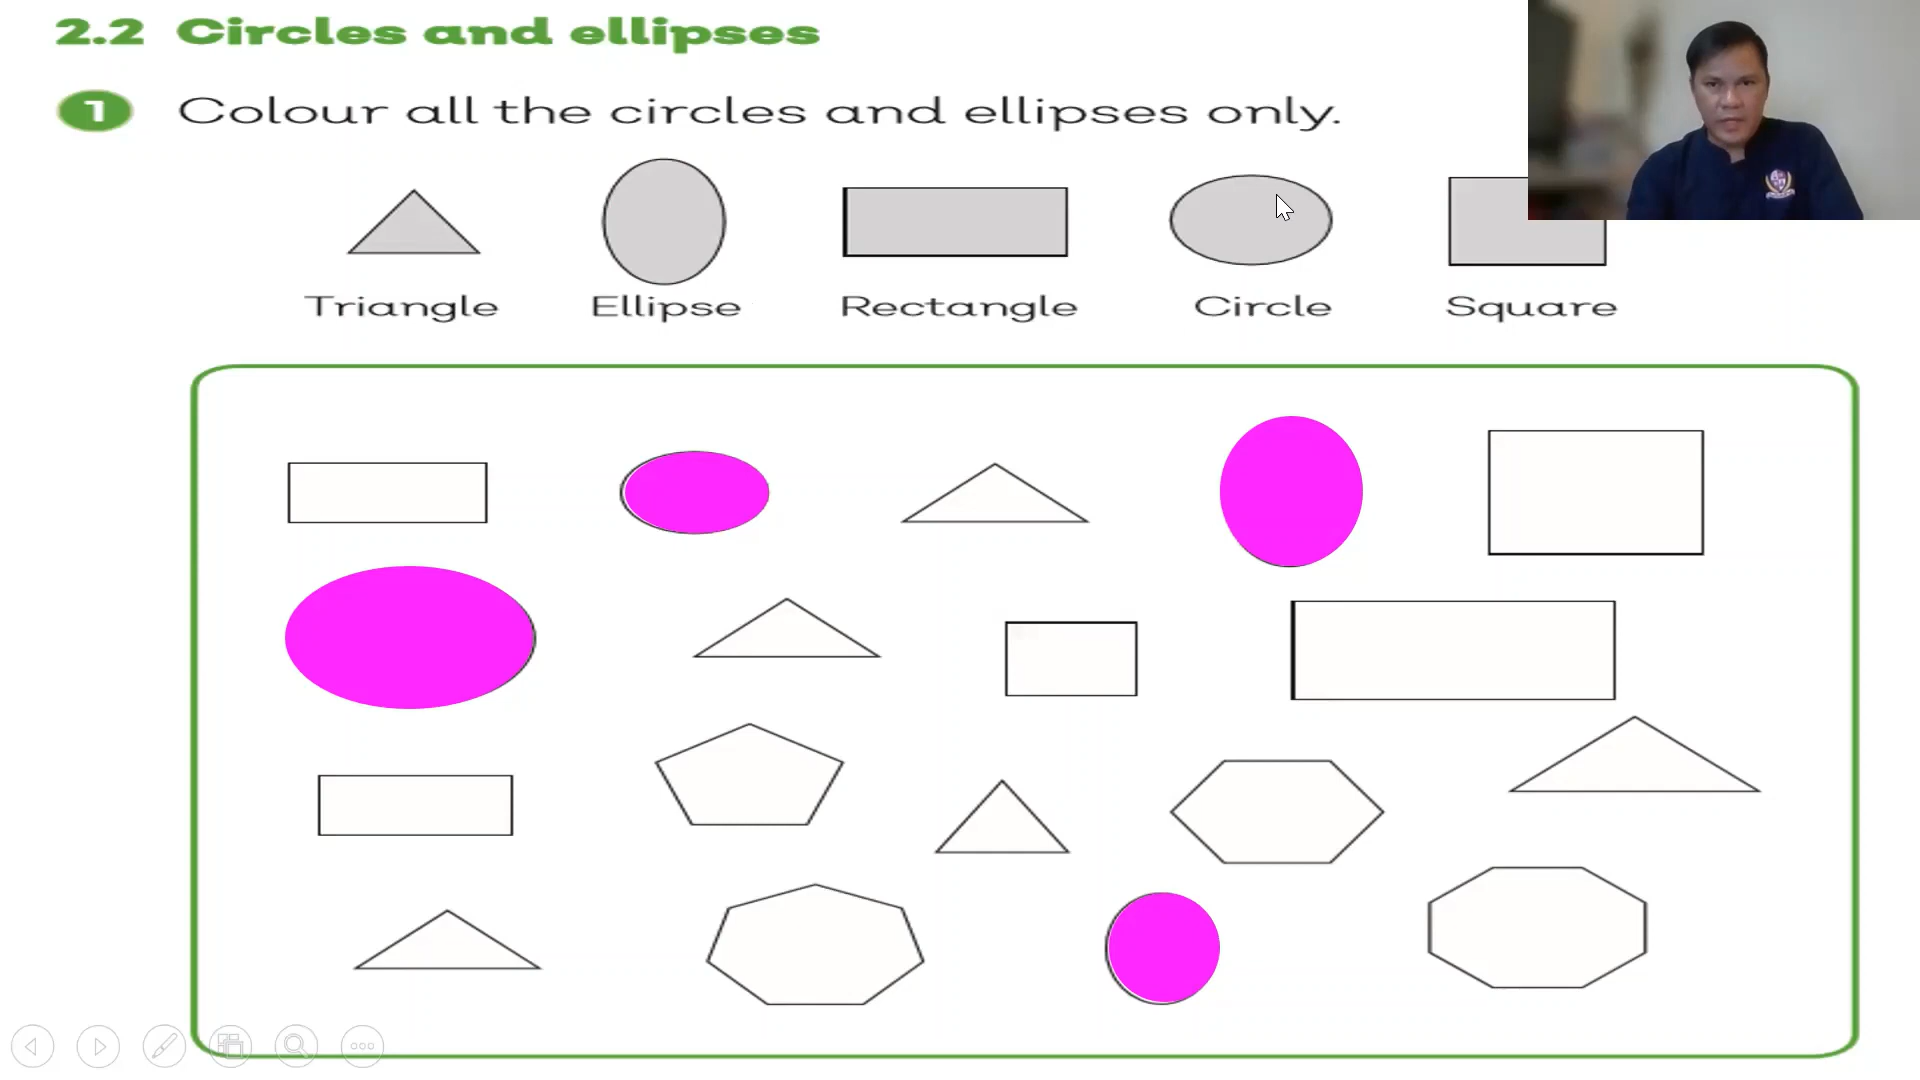 2.2 Circles and ellipses
1 Colour all the circles and ellipses only.
Triangle Ellipse Rectangle Circle Square